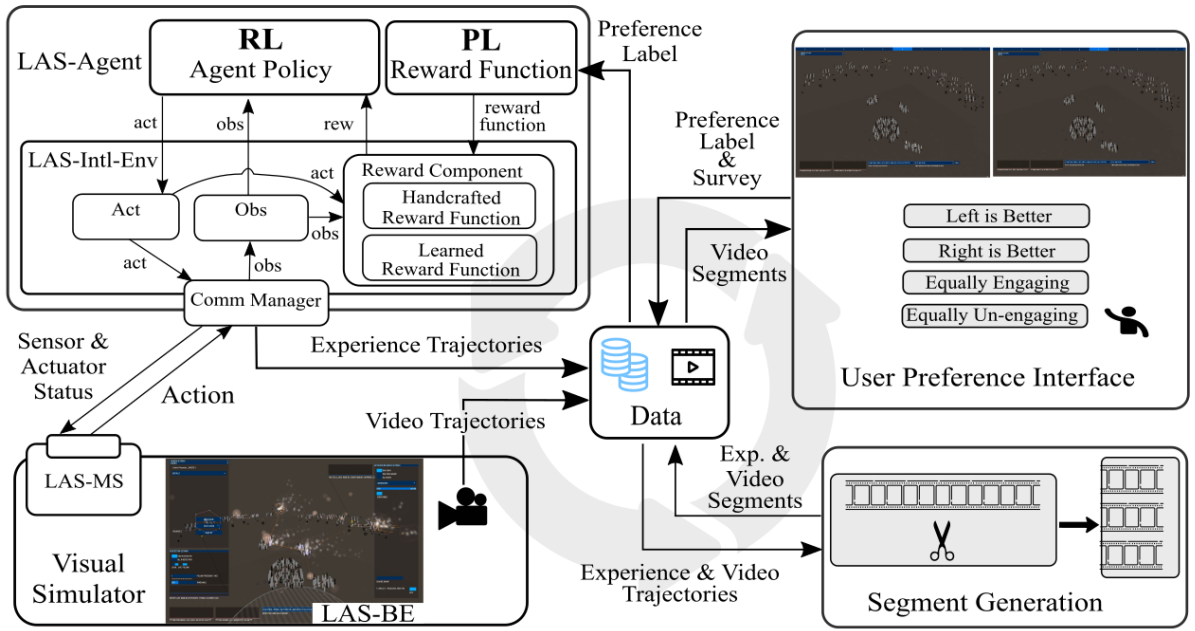 LAS-Agent
RL
Agent Policy
PL
Reward Function
Preference
Label
act
obs
rew
reward
function
LAS-Intl-Env
Act
Obs
act
obs
Reward Component
Handcrafted
Reward Function
Learned
Reward Function
act
obs
Comm Manager
Preference
Label
&
Survey
Video
Segments
Left is Better
Right is Better
Equally Engaging
Equally Un-engaging
User Preference Interface
Sensor &
Actuator
Status
Action
Experience Trajectories
Video Trajectories
Data
LAS-MS
Visual
Simulator
LAS-BE
Exp. &
Video
Segments
Experience & Video
Trajectories
Segment Generation